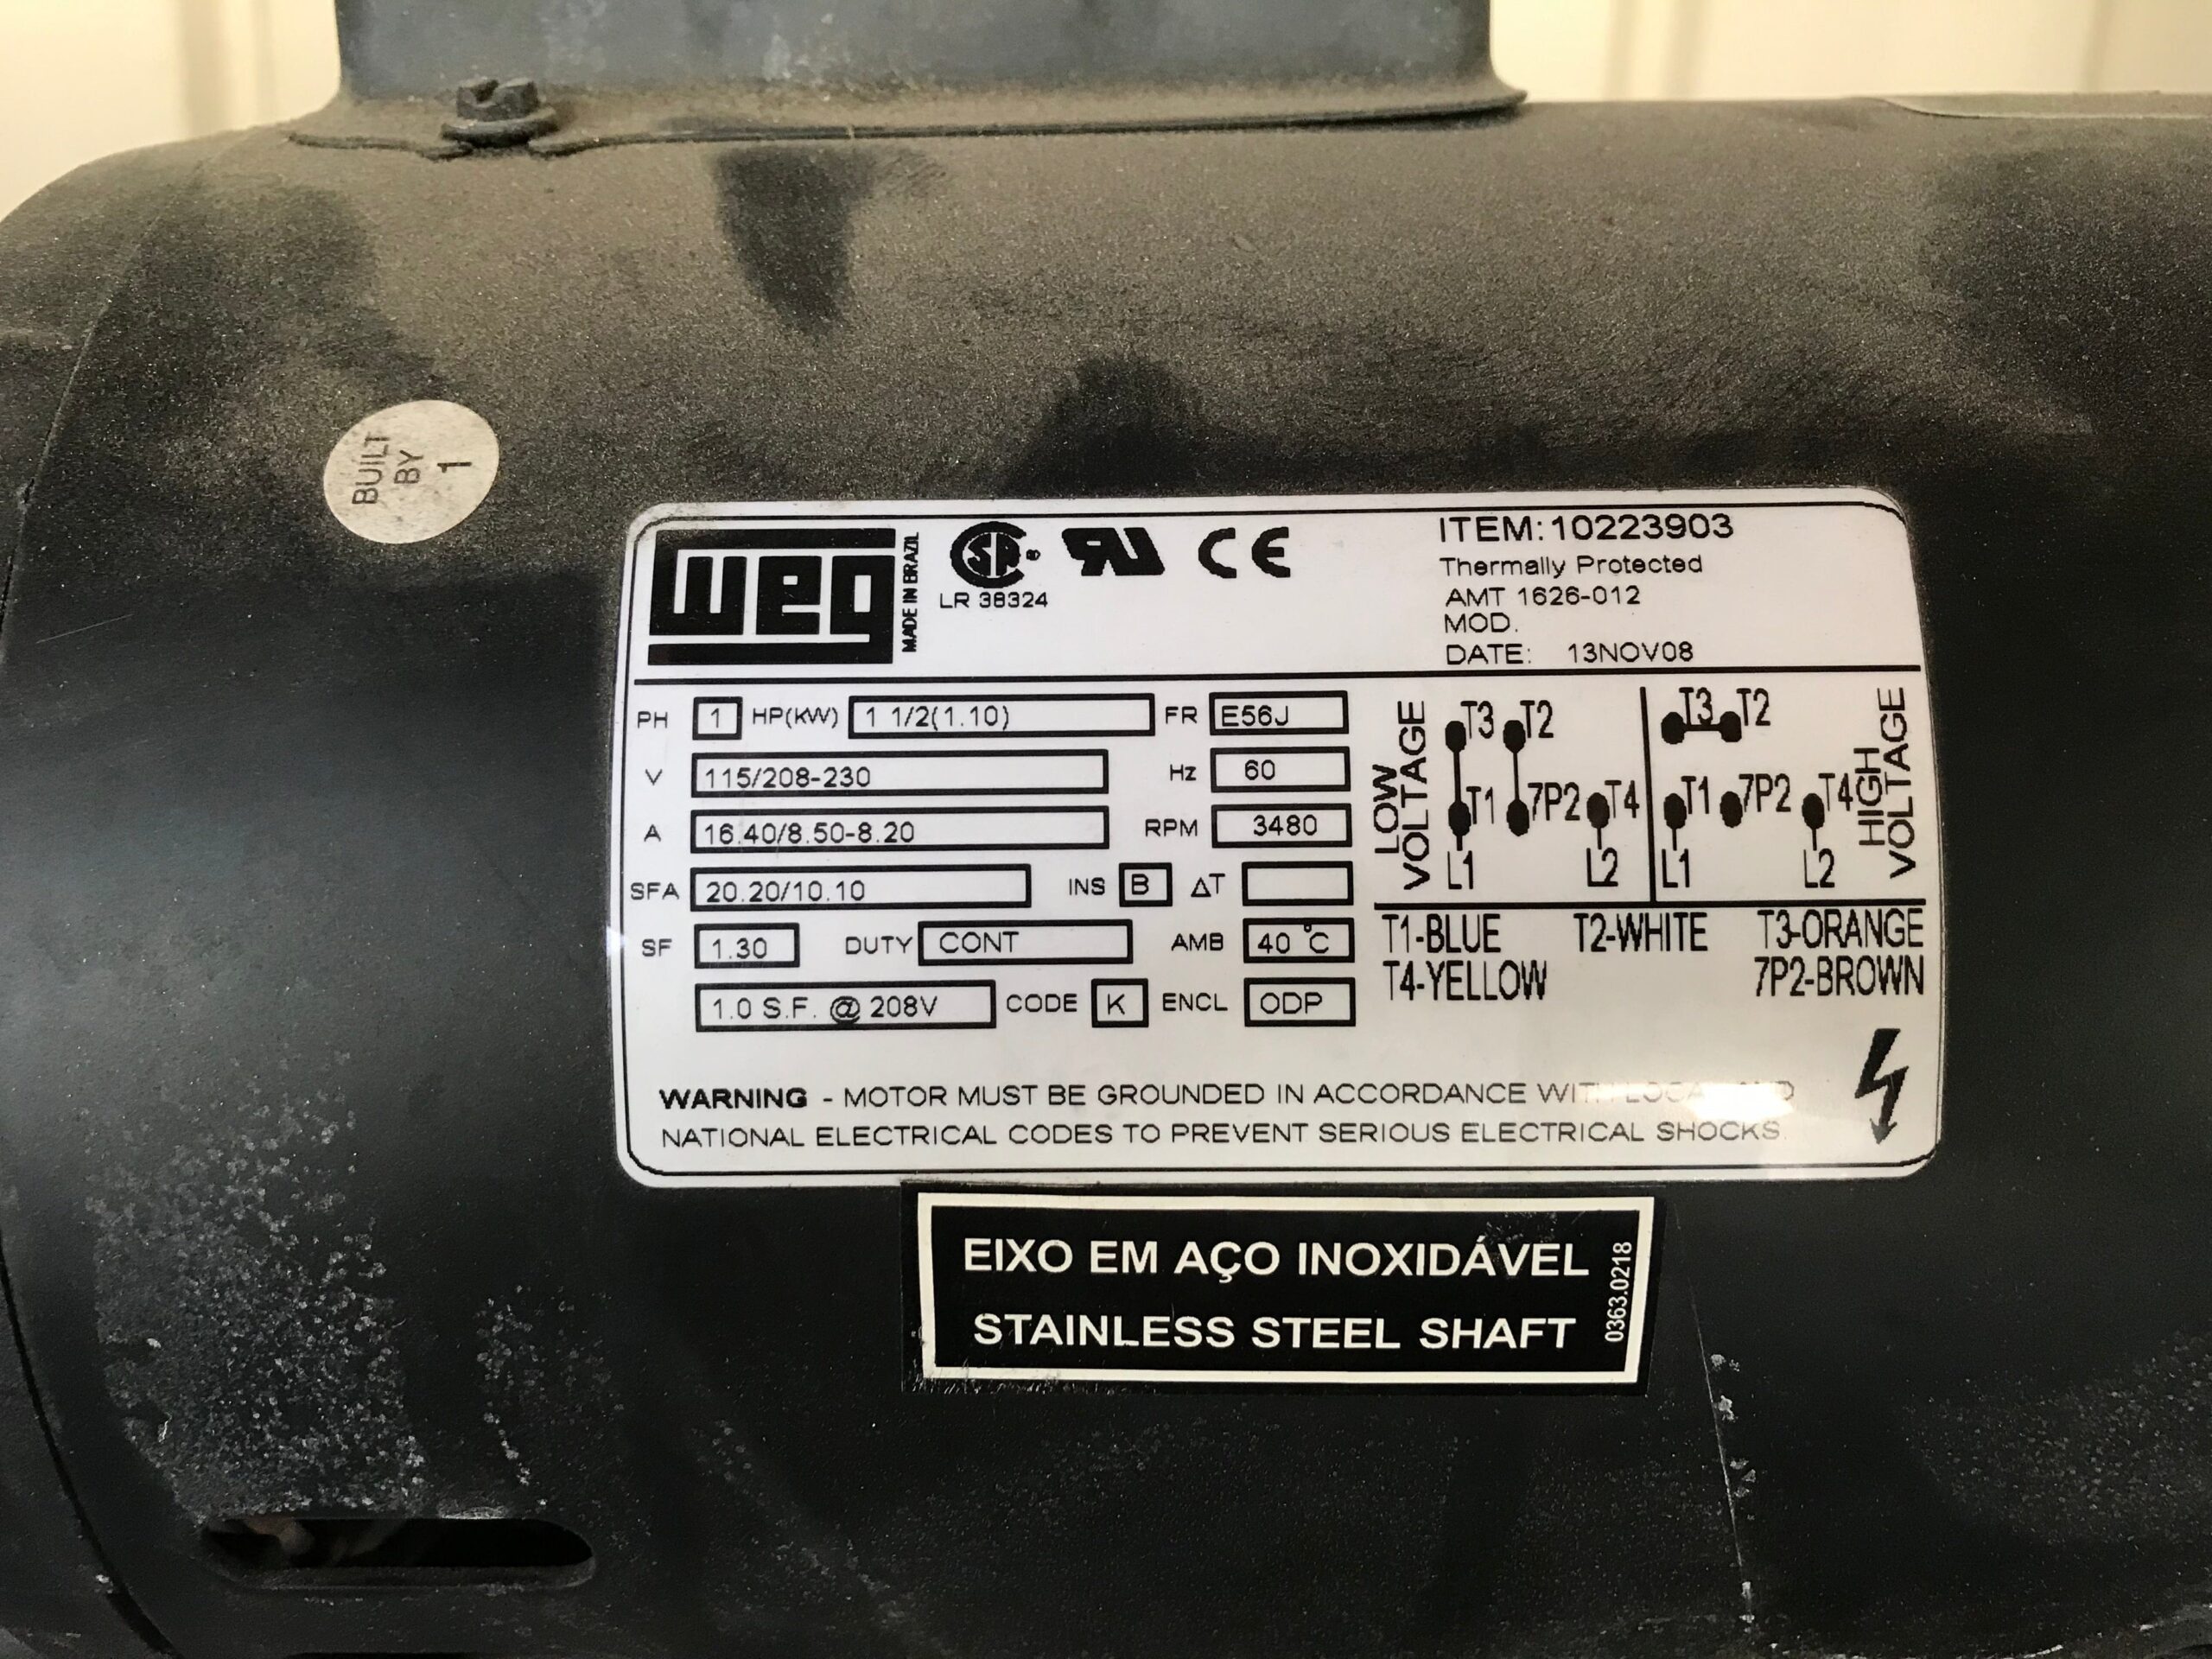 BUILT
BY
1
weg
MADE IN BRAZIL
LR 38324
CE
ITEM:10223903
Thermally Protected
AMT 1626-012
MOD.
DATE: 13NOV08
PH 1 HP(KW) 1 1/2(1.10) FR E56J
V 115/208-230 Hz 60
A 16.40/8.50-8.20 RPM 3480
SFA 20.20/10.10 INS B ΔT
SF 1.30 DUTY CONT AMB 40 °C
1.0 S.F. @ 208V CODE K ENCL ODP
LOW VOLTAGE
T3 T2
T1 7P2 T4
L1 L2
T3 T2
T1 7P2 T4
L1 L2
HIGH VOLTAGE
T1-BLUE T2-WHITE T3-ORANGE
T4-YELLOW 7P2-BROWN
WARNING - MOTOR MUST BE GROUNDED IN ACCORDANCE WITH LOCAL AND
NATIONAL ELECTRICAL CODES TO PREVENT SERIOUS ELECTRICAL SHOCKS.
EIXO EM AÇO INOXIDÁVEL
STAINLESS STEEL SHAFT
0363.0218